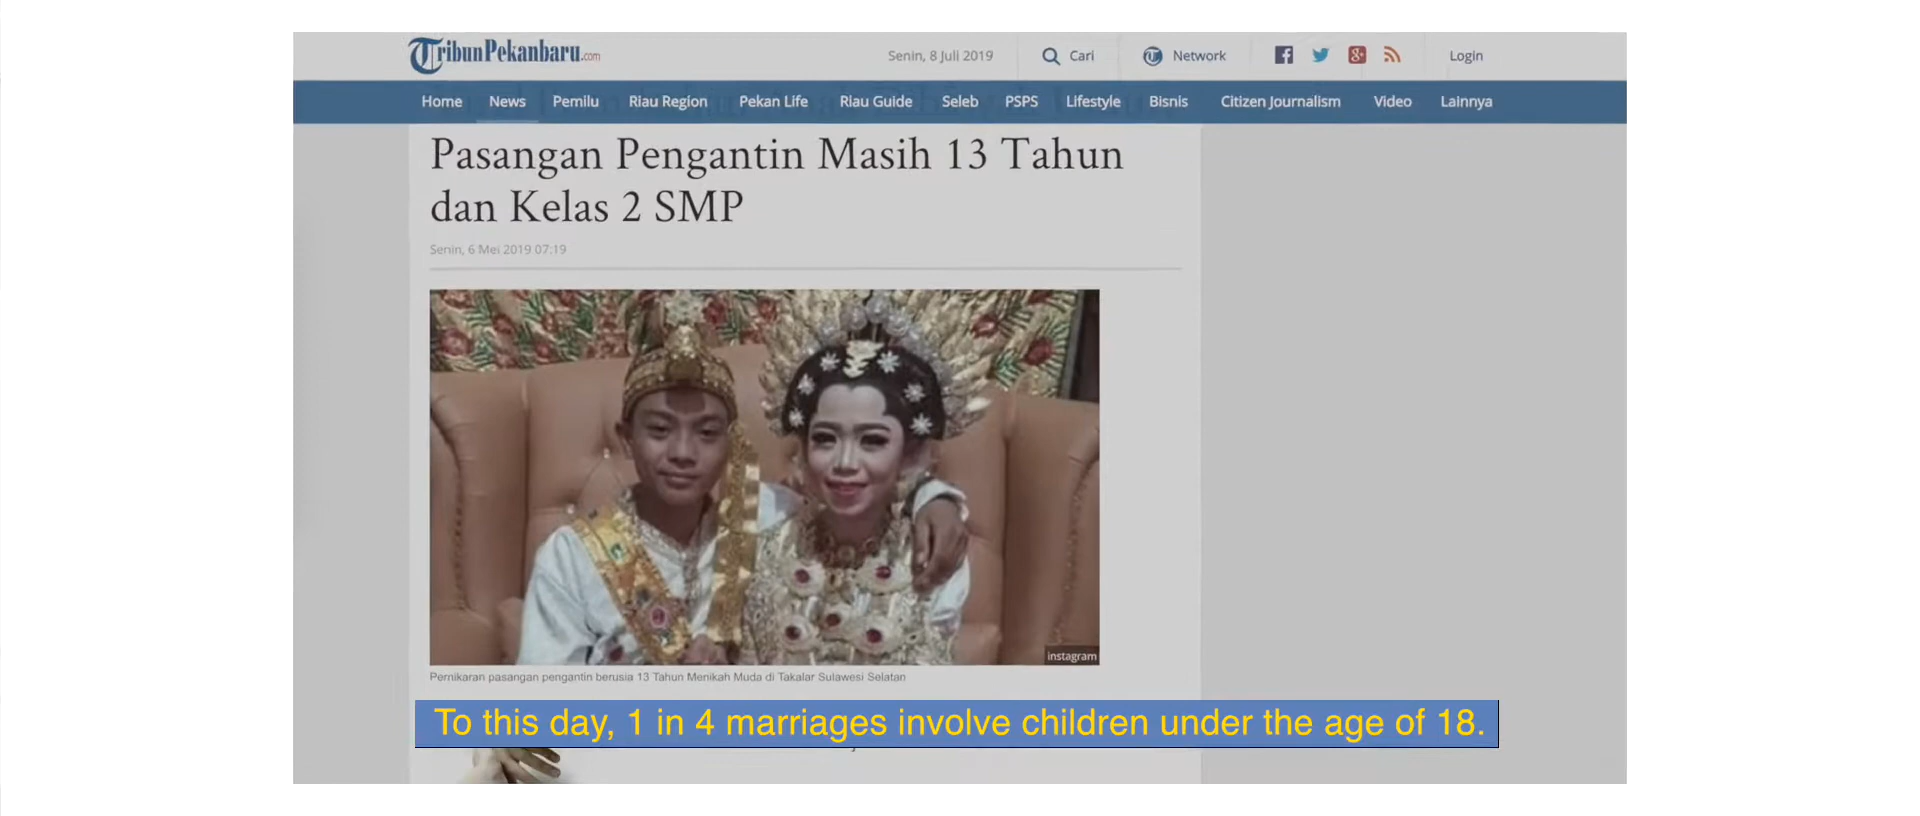 TribunPekanbaru.com
Senin, 8 Juli 2019
Cari
Network
Login
Home News Pemilu Riau Region Pekan Life Riau Guide Seleb PSPS Lifestyle Bisnis Citizen Journalism Video Lainnya
Pasangan Pengantin Masih 13 Tahun
dan Kelas 2 SMP
Senin, 6 Mei 2019 07:19
instagram
Pernikaran pasangan pengantin berusia 13 Tahun Menikah Muda di Takalar Sulawesi Selatan
To this day, 1 in 4 marriages involve children under the age of 18.